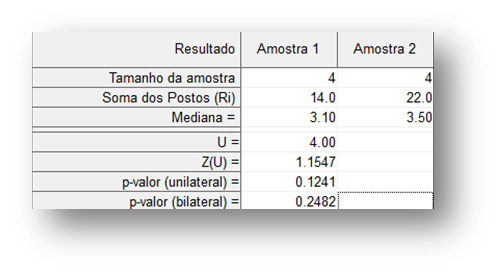 Resultado Amostra 1 Amostra 2
Tamanho da amostra 4 4
Soma dos Postos (Ri) 14.0 22.0
Mediana = 3.10 3.50
U = 4.00
Z(U) = 1.1547
p-valor (unilateral) = 0.1241
p-valor (bilateral) = 0.2482